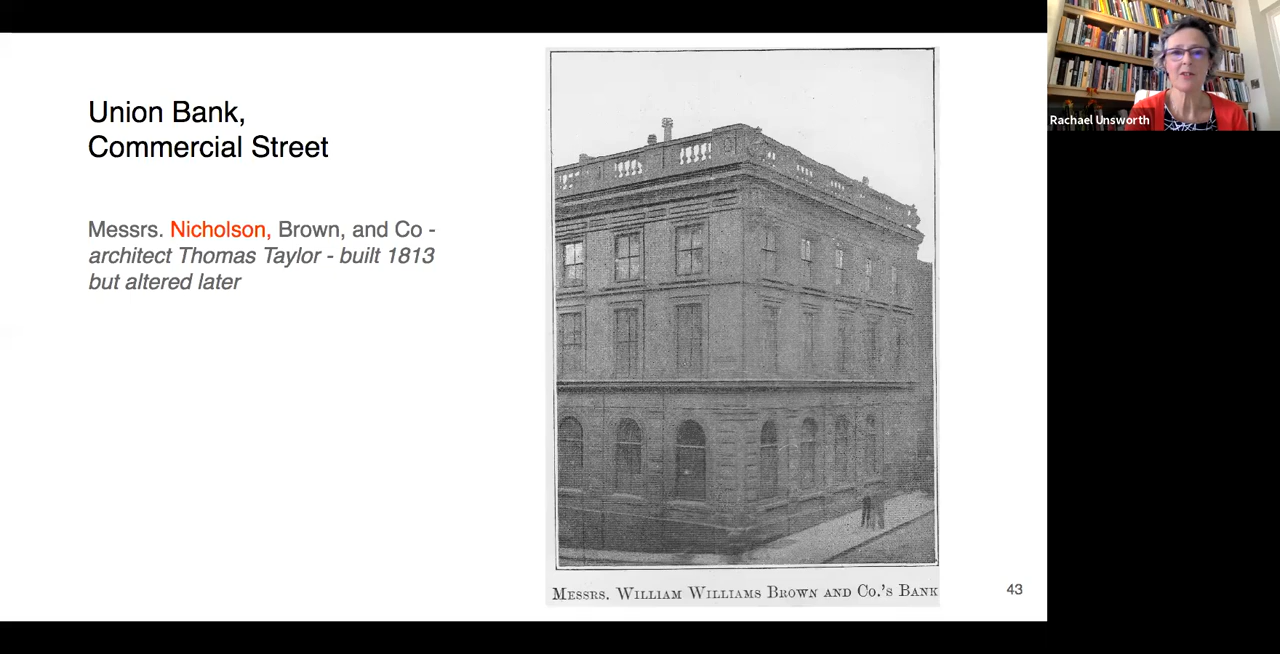 Union Bank,
Commercial Street
Messrs. Nicholson, Brown, and Co -
architect Thomas Taylor - built 1813
but altered later
Messrs. William Williams Brown and Co.'s Bank
43
Rachael Unsworth